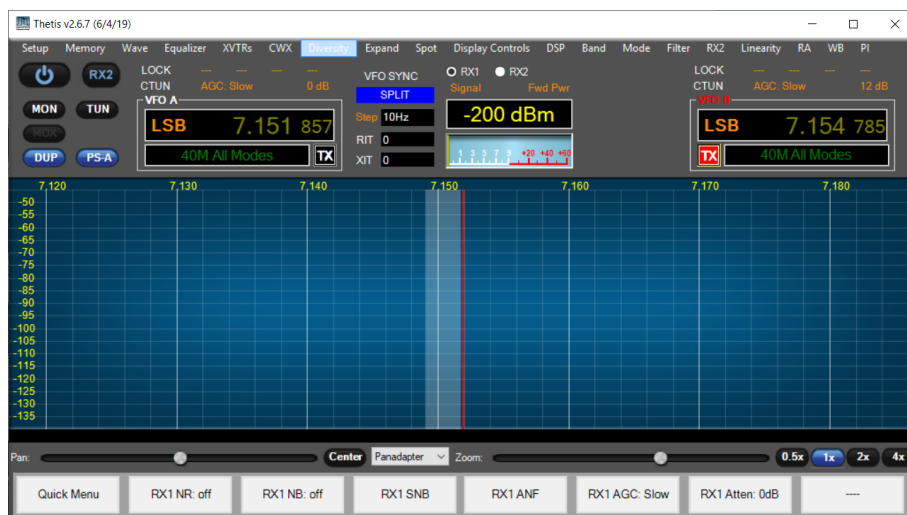 Thetis v2.6.7 (6/4/19)
Setup Memory Wave Equalizer XVTRs CWX Diversity Expand Spot Display Controls DSP Band Mode Filter RX2 Linearity RA WB PI
RX2 LOCK --- --- --- --- VFO SYNC RX1 RX2 LOCK --- --- ---
CTUN AGC: Slow 0 dB SPLIT Signal Fwd Pwr CTUN AGC: Slow 12 dB
MON TUN VFO A Step 10Hz -200 dBm VFO B
MOX LSB 7.151 857 RIT 0 LSB 7.154 785
DUP PS-A 40M All Modes TX XIT 0 1 3 5 7 9 +20 +40 +60 TX 40M All Modes
7.120 7.130 7.140 7.150 7.160 7.170 7.180
-50
-55
-60
-65
-70
-75
-80
-85
-90
-95
-100
-105
-110
-115
-120
-125
-130
-135
Pan: Center Panadapter Zoom: 0.5x 1x 2x 4x
Quick Menu RX1 NR: off RX1 NB: off RX1 SNB RX1 ANF RX1 AGC: Slow RX1 Atten: 0dB ----